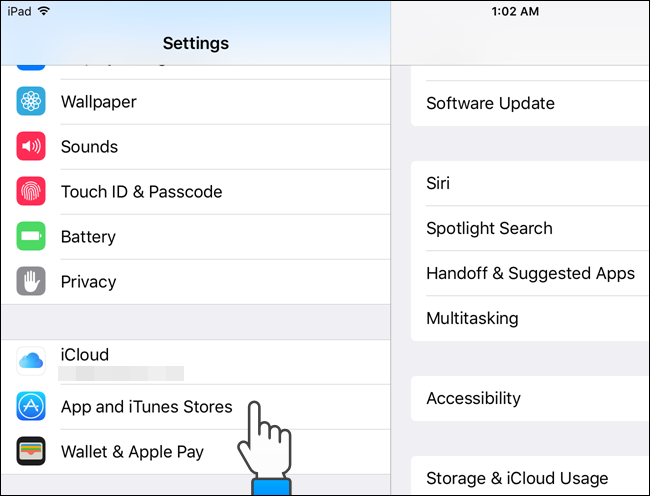 iPad
1:02 AM
Settings
Wallpaper
Sounds
Touch ID & Passcode
Battery
Privacy
iCloud
App and iTunes Stores
Wallet & Apple Pay
Software Update
Siri
Spotlight Search
Handoff & Suggested Apps
Multitasking
Accessibility
Storage & iCloud Usage